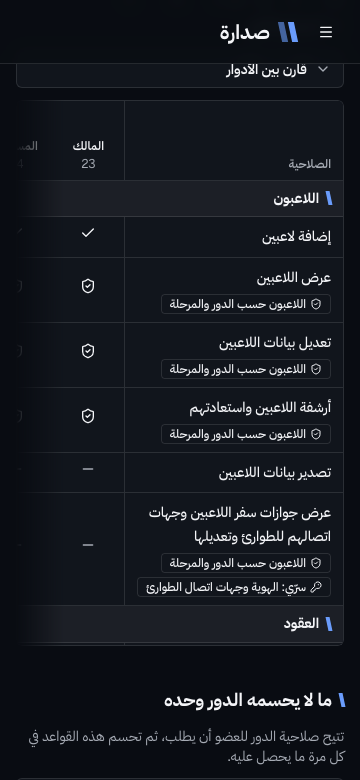 صدارة
قارن بين الأدوار
الصلاحية
المالك
23
اللاعبون
إضافة لاعبين
عرض اللاعبين
اللاعبون حسب الدور والمرحلة
تعديل بيانات اللاعبين
اللاعبون حسب الدور والمرحلة
أرشفة اللاعبين واستعادتهم
اللاعبون حسب الدور والمرحلة
تصدير بيانات اللاعبين
عرض جوازات سفر اللاعبين وجهات
اتصالهم للطوارئ وتعديلها
اللاعبون حسب الدور والمرحلة
سرّي: الهوية وجهات اتصال الطوارئ
العقود
ما لا يحسمه الدور وحده
تتيح صلاحية الدور للعضو أن يطلب، ثم تحسم هذه القواعد في
كل مرة ما يحصل عليه.